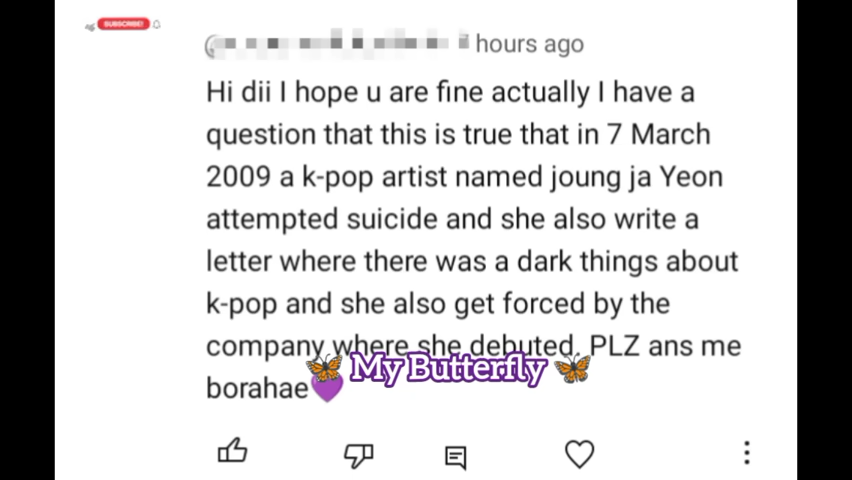 SUBSCRIBE!
hours ago
Hi dii I hope u are fine actually I have a
question that this is true that in 7 March
2009 a k-pop artist named joung ja Yeon
attempted suicide and she also write a
letter where there was a dark things about
k-pop and she also get forced by the
company where she debuted. PLZ ans me
🦋 My Butterfly 🦋
borahae💜